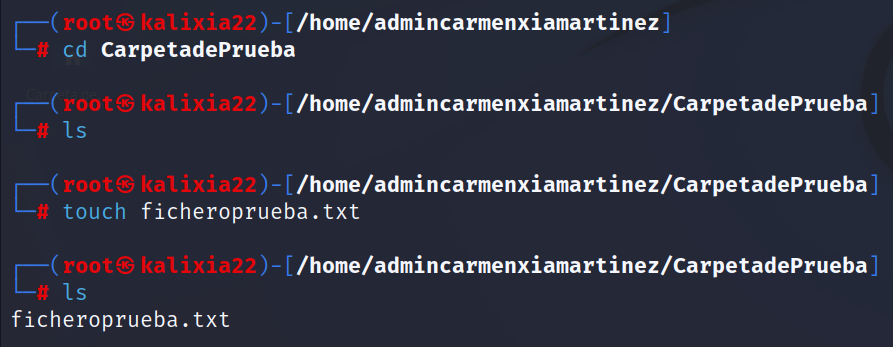 ┌──(root㉿kalixia22)-[/home/admincarmenxiamartinez]
└─# cd CarpetadePrueba
┌──(root㉿kalixia22)-[/home/admincarmenxiamartinez/CarpetadePrueba]
└─# ls
┌──(root㉿kalixia22)-[/home/admincarmenxiamartinez/CarpetadePrueba]
└─# touch ficheroprueba.txt
┌──(root㉿kalixia22)-[/home/admincarmenxiamartinez/CarpetadePrueba]
└─# ls
ficheroprueba.txt